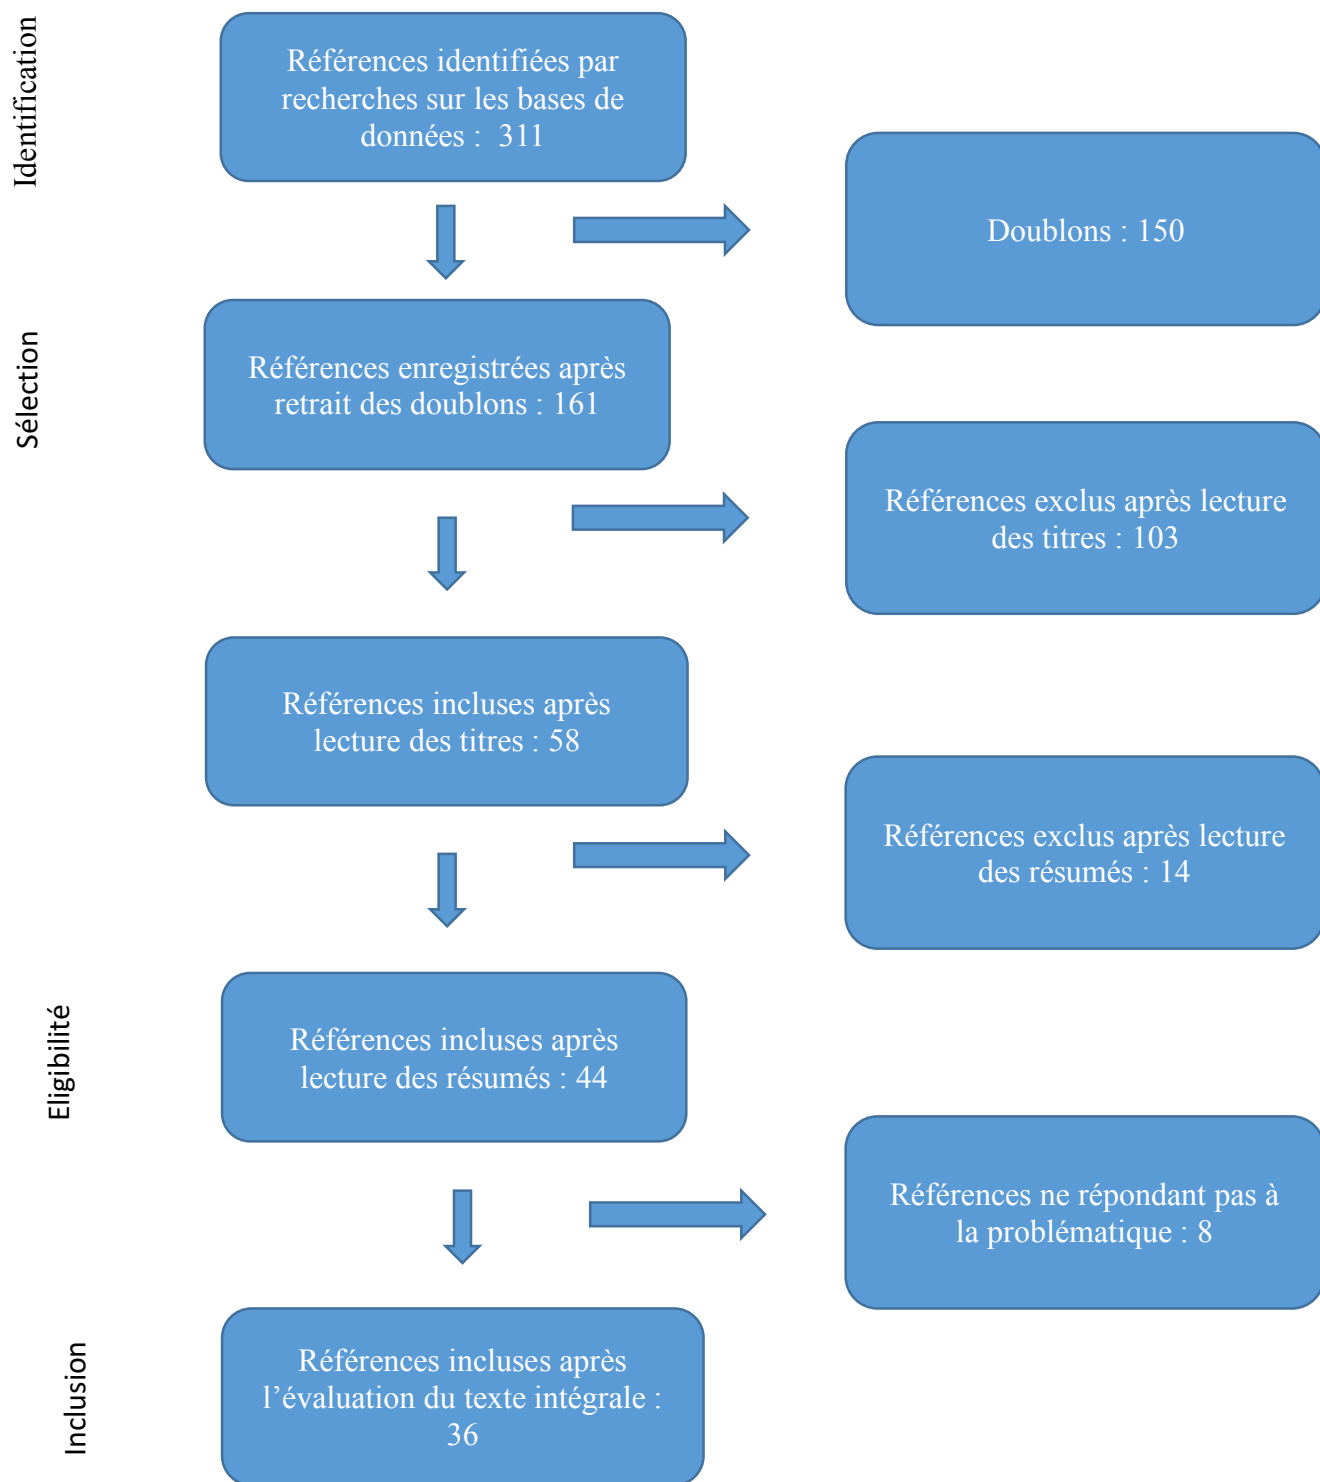 Identification
Références identifiées par
recherches sur les bases de
données :  311
Doublons : 150
Sélection
Références enregistrées après
retrait des doublons : 161
Références exclus après lecture
des titres : 103
Références incluses après
lecture des titres : 58
Références exclus après lecture
des résumés : 14
Eligibilité
Références incluses après
lecture des résumés : 44
Références ne répondant pas à
la problématique : 8
Inclusion
Références incluses après
l’évaluation du texte intégrale :
36